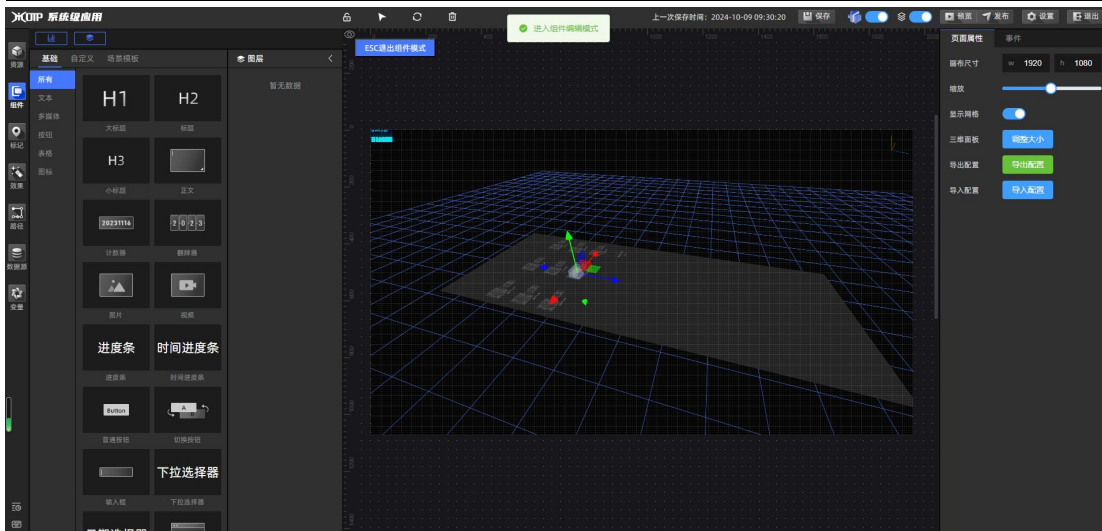 DTIP 系统级应用
上一次保存时间: 2024-10-09 09:30:20
保存
预览
发布
设置
退出
进入组件编辑模式
ESC退出组件模式
资源
组件
标记
效果
路径
数据源
变量
基础
自定义
场景模板
所有
文本
多媒体
按钮
表格
图标
H1
大标题
H2
标题
H3
小标题
正文
20231116
计数器
2 0 2 3
翻牌器
图片
视频
进度条
进度条
时间进度条
时间进度条
Button
普通按钮
A
切换按钮
输入框
下拉选择器
下拉选择器
图层
暂无数据
页面属性
事件
画布尺寸
w 1920
h 1080
缩放
显示网格
三维面板
调整大小
导出配置
导出配置
导入配置
导入配置